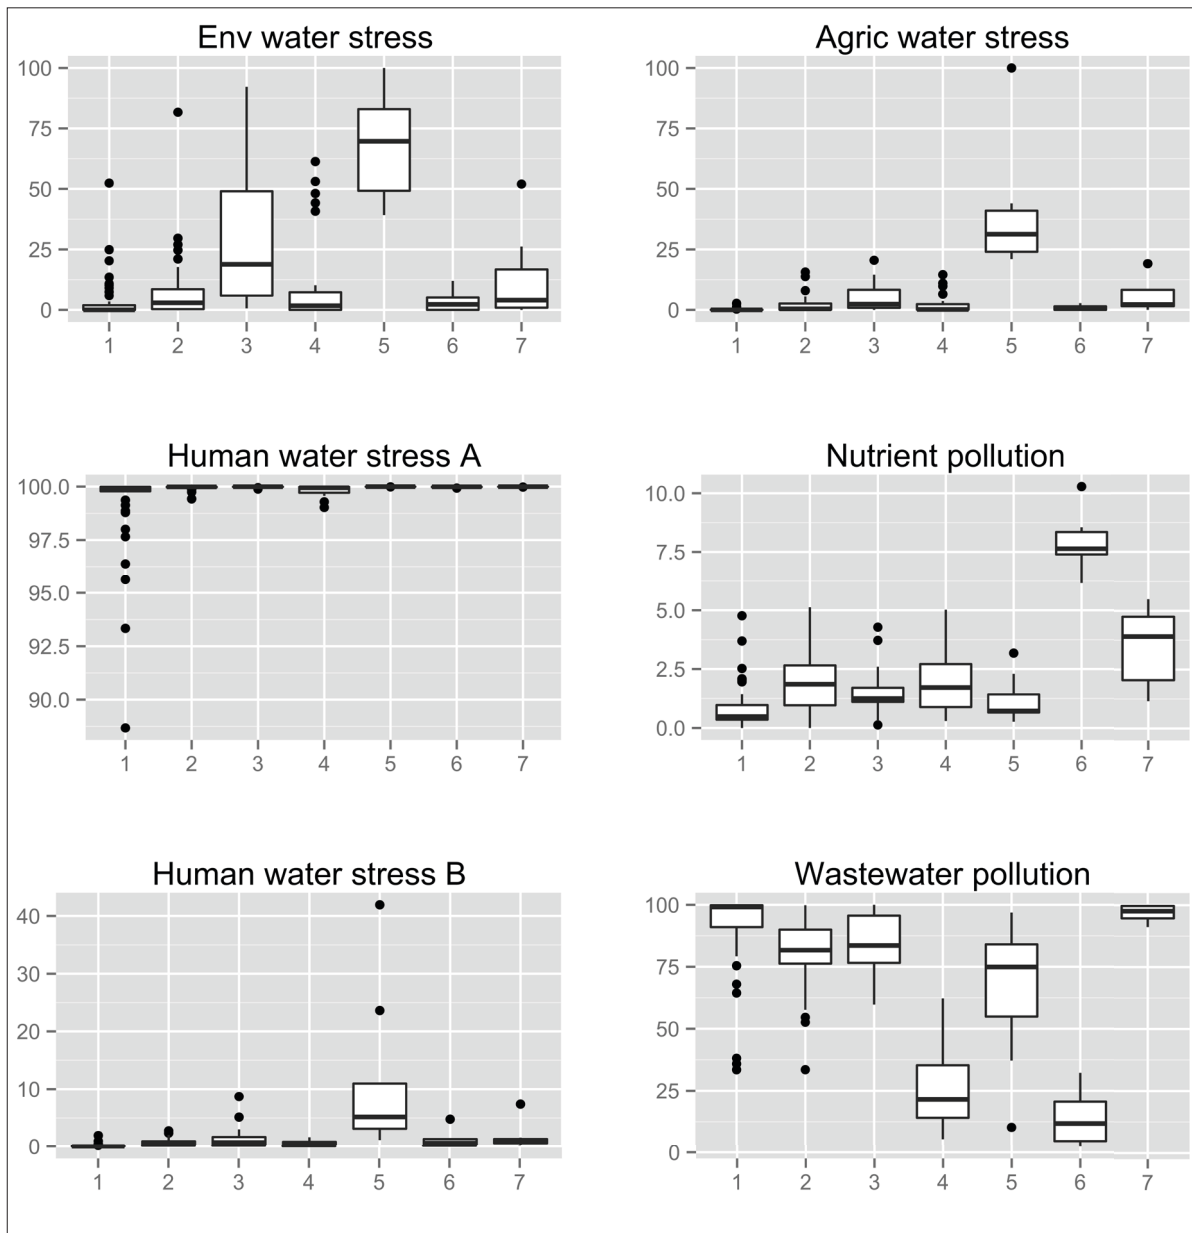 Env water stress
100
75
50
25
0
1 2 3 4 5 6 7
Agric water stress
100
75
50
25
0
1 2 3 4 5 6 7
Human water stress A
100.0
97.5
95.0
92.5
90.0
1 2 3 4 5 6 7
Nutrient pollution
10.0
7.5
5.0
2.5
0.0
1 2 3 4 5 6 7
Human water stress B
40
30
20
10
0
1 2 3 4 5 6 7
Wastewater pollution
100
75
50
25
0
1 2 3 4 5 6 7